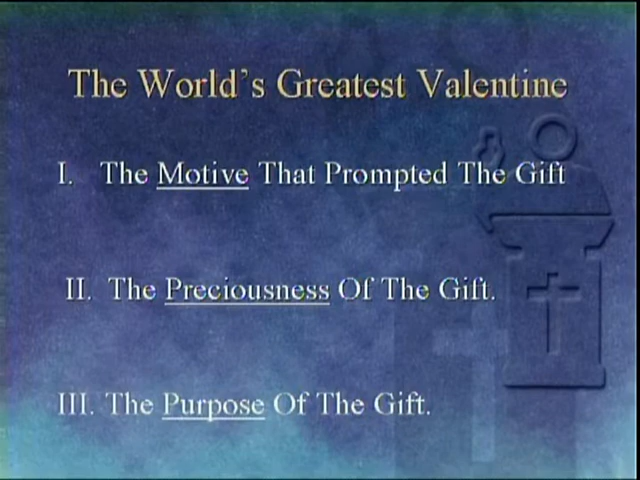 The World's Greatest Valentine
I. The Motive That Prompted The Gift
II. The Preciousness Of The Gift.
III. The Purpose Of The Gift.